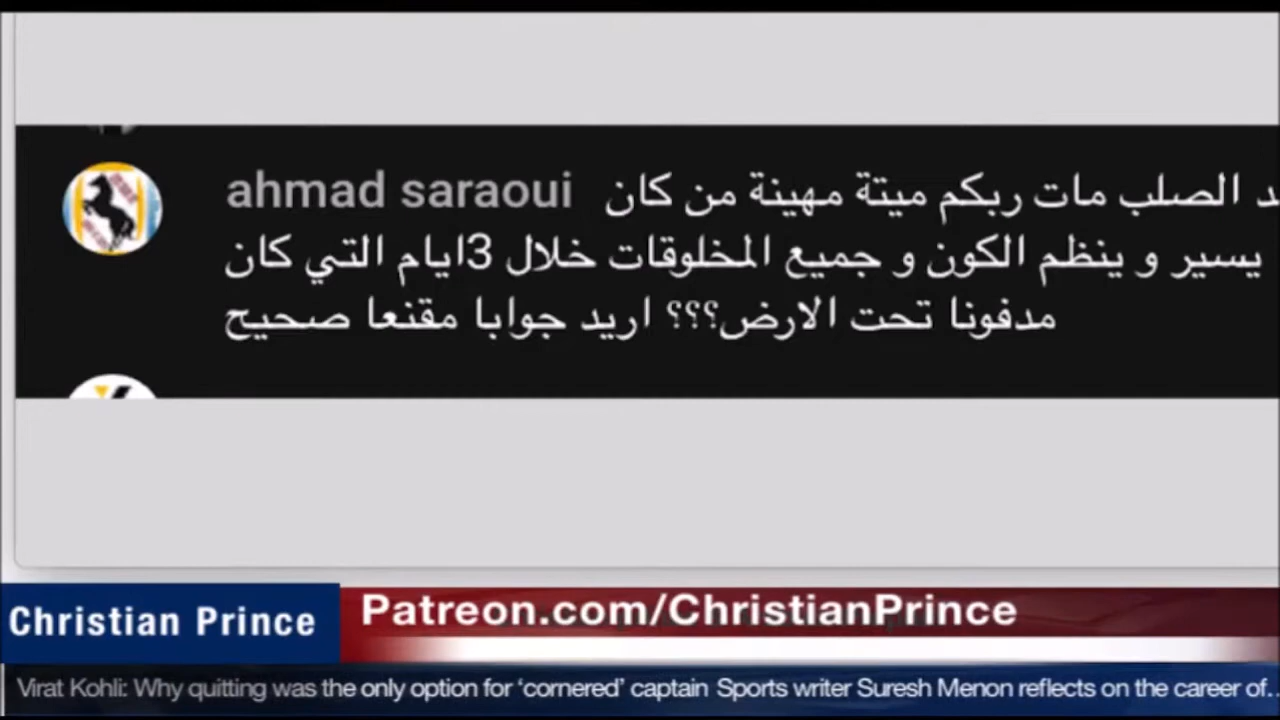 ahmad saraoui الصلب مات ربكم ميتة مهينة من كان
يسير و ينظم الكون و جميع المخلوقات خلال 3ايام التي كان
مدفونا تحت الارض؟؟؟ اريد جوابا مقنعا صحيح
Christian Prince
Patreon.com/ChristianPrince
Virat Kohli: Why quitting was the only option for ‘cornered’ captain Sports writer Suresh Menon reflects on the career of..